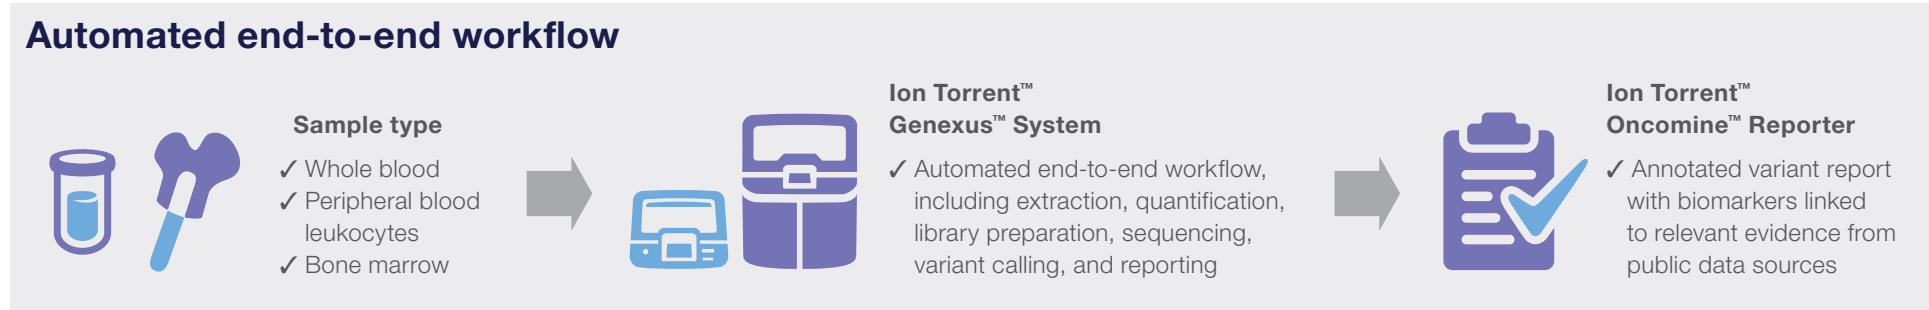 Automated end-to-end workflow
Sample type
✓ Whole blood
✓ Peripheral blood
leukocytes
✓ Bone marrow
Ion Torrent™
Genexus™ System
✓ Automated end-to-end workflow,
including extraction, quantification,
library preparation, sequencing,
variant calling, and reporting
Ion Torrent™
Oncomine™ Reporter
✓ Annotated variant report
with biomarkers linked
to relevant evidence from
public data sources